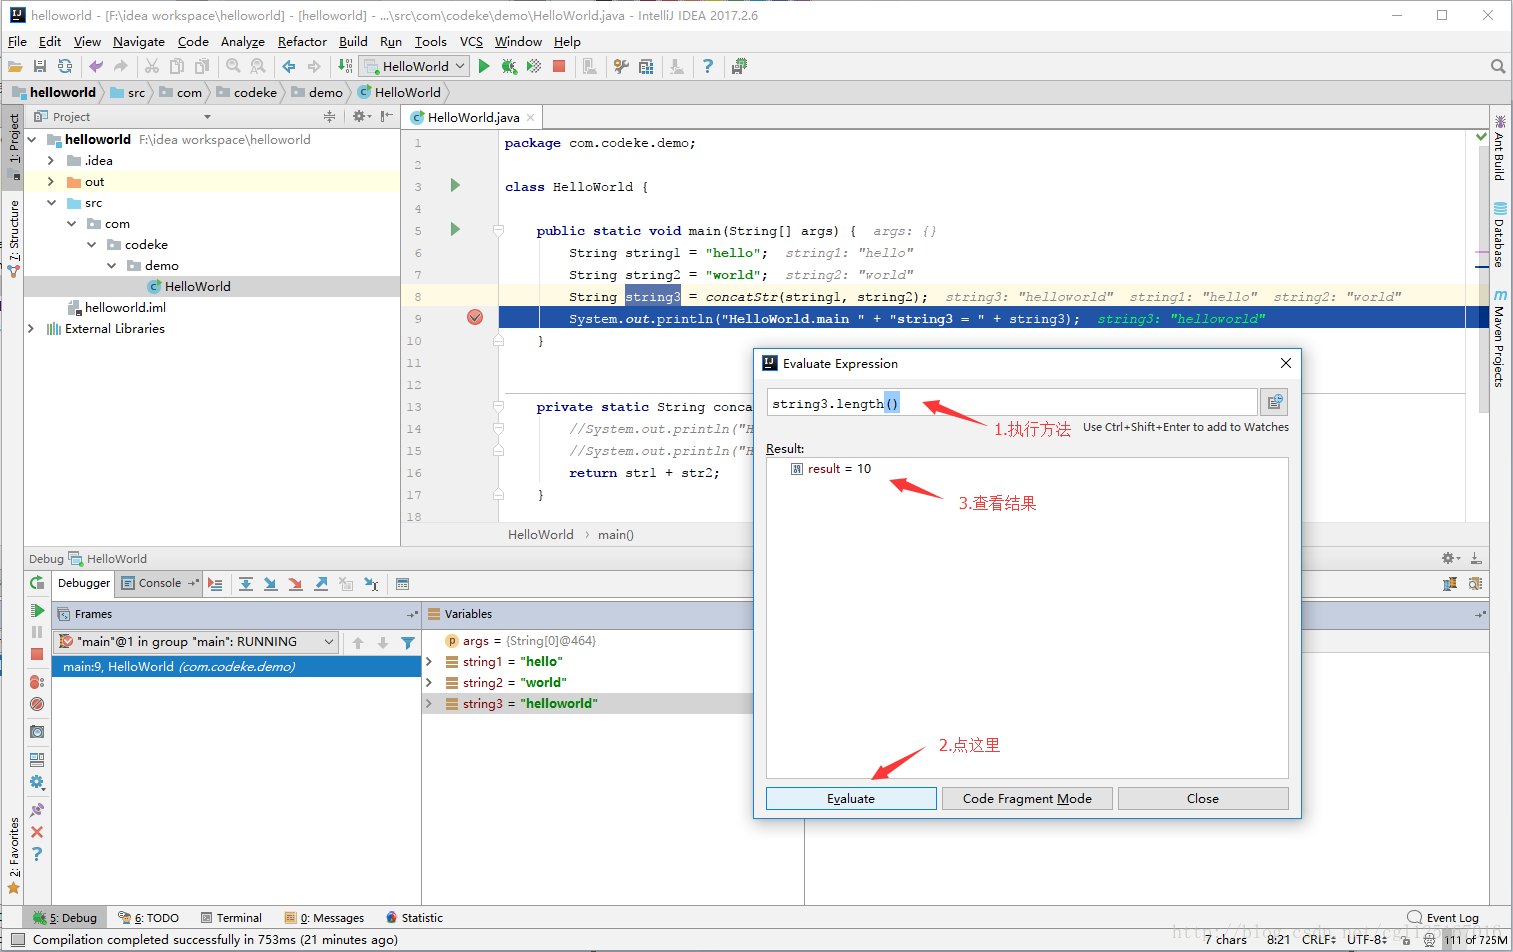 helloworld - [F:\idea workspace\helloworld] - [helloworld] - ...\src\com\codeke\demo\HelloWorld.java - IntelliJ IDEA 2017.2.6
File Edit View Navigate Code Analyze Refactor Build Run Tools VCS Window Help
HelloWorld
helloworld src com codeke demo HelloWorld
1: Project
7: Structure
2: Favorites
Project
helloworld F:\idea workspace\helloworld
.idea
out
src
com
codeke
demo
HelloWorld
helloworld.iml
External Libraries
HelloWorld.java
1 package com.codeke.demo;
2
3 class HelloWorld {
4
5 public static void main(String[] args) { args: {}
6 String string1 = "hello"; string1: "hello"
7 String string2 = "world"; string2: "world"
8 String string3 = concatStr(string1, string2); string3: "helloworld" string1: "hello" string2: "world"
9 System.out.println("HelloWorld.main " + "string3 = " + string3); string3: "helloworld"
10 }
11
12
13 private static String conca
14 //System.out.println("H
15 //System.out.println("H
16 return str1 + str2;
17 }
18
HelloWorld main()
Ant Build
Database
Maven Projects
Evaluate Expression
string3.length()
1.执行方法
Use Ctrl+Shift+Enter to add to Watches
Result:
result = 10
3.查看结果
2.点这里
Evaluate Code Fragment Mode Close
Debug HelloWorld
Debugger Console
Frames
"main"@1 in group "main": RUNNING
main:9, HelloWorld (com.codeke.demo)
Variables
args = {String[0]@464}
string1 = "hello"
string2 = "world"
string3 = "helloworld"
5: Debug 6: TODO Terminal 0: Messages Statistic Event Log
Compilation completed successfully in 753ms (21 minutes ago) 7 chars 8:21 CRLF UTF-8 111 of 725M